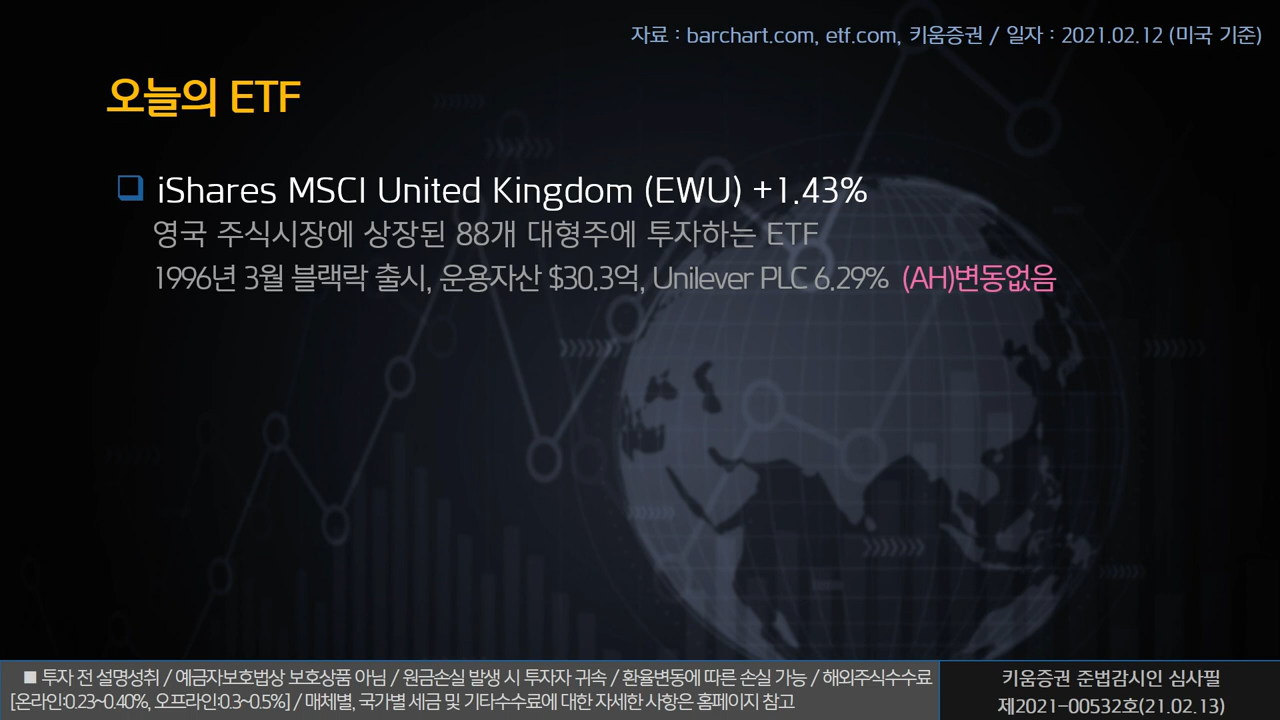 자료 : barchart.com, etf.com, 키움증권 / 일자 : 2021.02.12 (미국 기준)
오늘의 ETF
❏ iShares MSCI United Kingdom (EWU) +1.43%
영국 주식시장에 상장된 88개 대형주에 투자하는 ETF
1996년 3월 블랙락 출시, 운용자산 $30.3억, Unilever PLC 6.29% (AH)변동없음
■ 투자 전 설명성취 / 예금자보호법상 보호상품 아님 / 원금손실 발생 시 투자자 귀속 / 환율변동에 따른 손실 가능 / 해외주식수수료
[온라인:0.23~0.40%, 오프라인:0.3~0.5%] / 매체별, 국가별 세금 및 기타수수료에 대한 자세한 사항은 홈페이지 참고
키움증권 준법감시인 심사필
제2021-00532호(21.02.13)